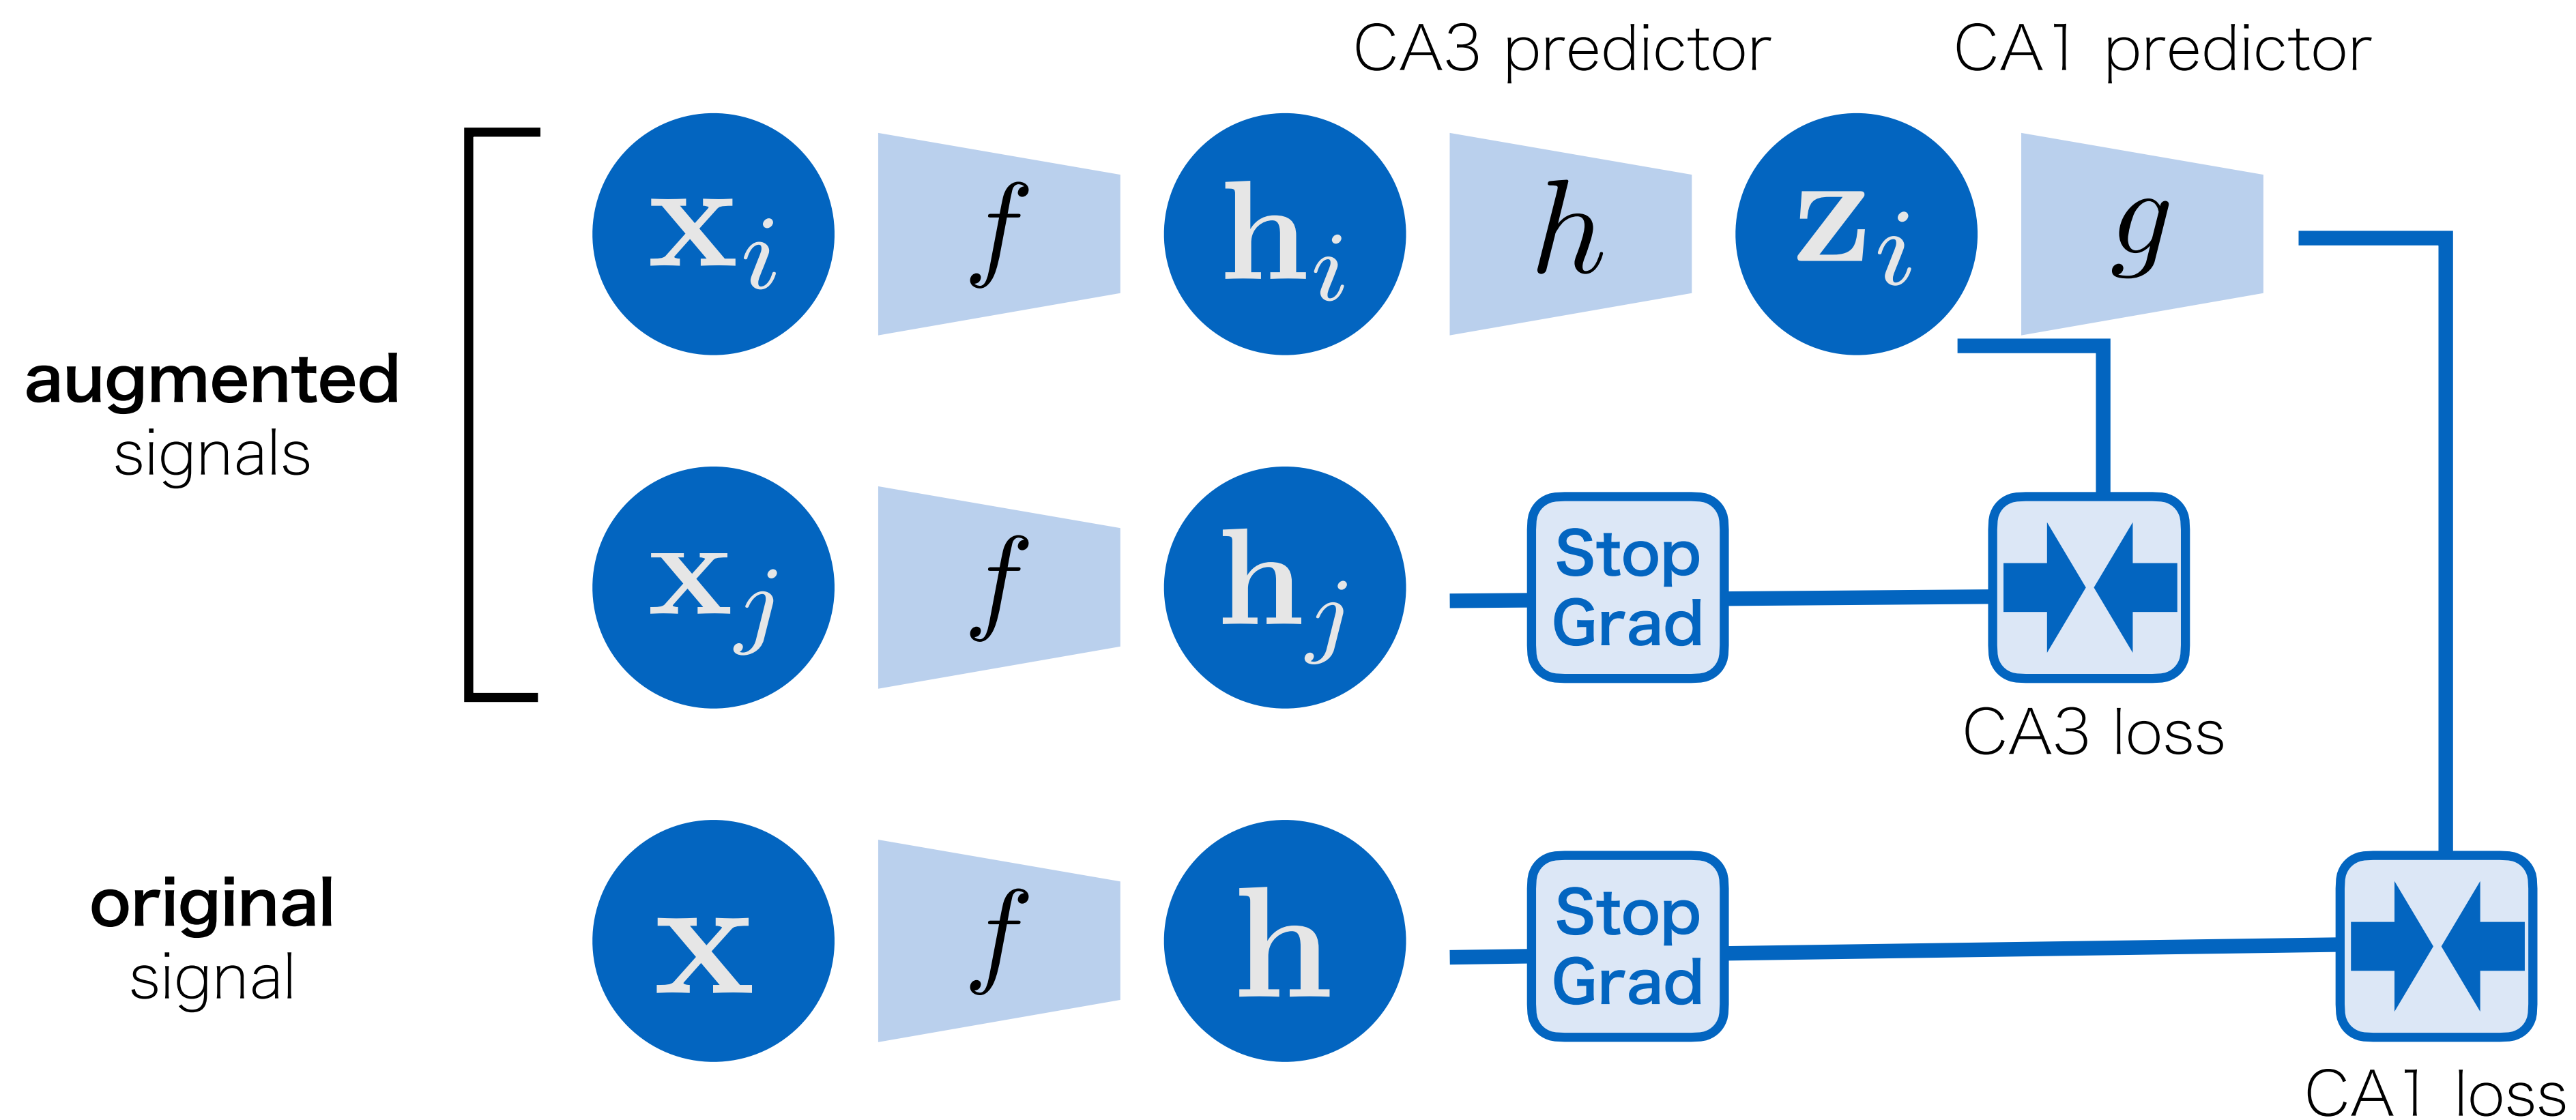 CA3 predictor
CA1 predictor
x_i
f
h_i
h
z_i
g
augmented
signals
x_j
f
h_j
Stop
Grad
CA3 loss
original
signal
x
f
h
Stop
Grad
CA1 loss